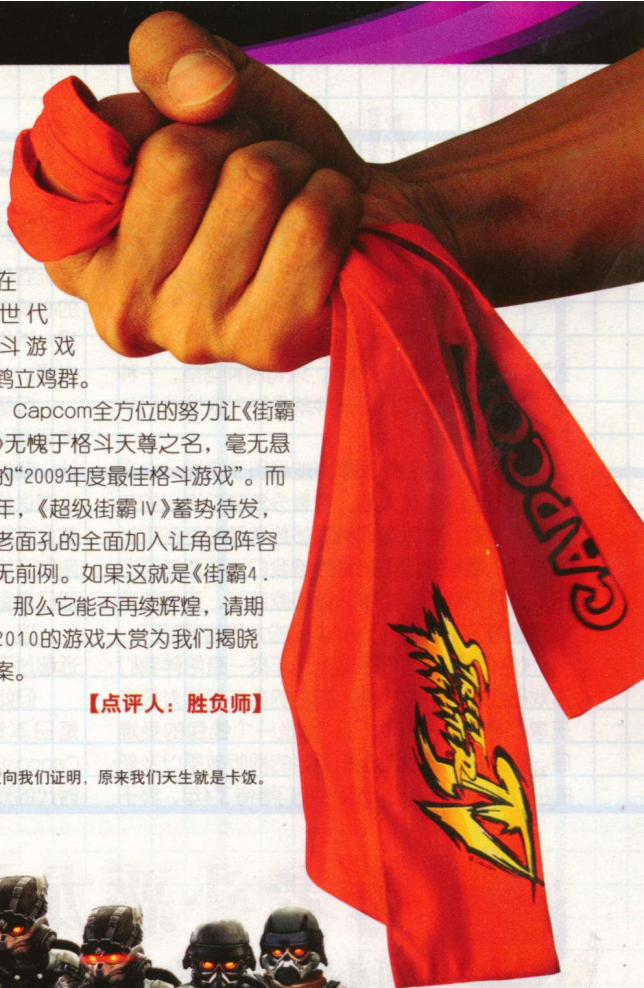 在
世代
斗游戏
鹤立鸡群。
Capcom全方位的努力让《街霸
》无愧于格斗天尊之名，毫无悬
的“2009年度最佳格斗游戏”。而
年，《超级街霸Ⅳ》蓄势待发，
老面孔的全面加入让角色阵容
无前例。如果这就是《街霸4.
那么它能否再续辉煌，请期
2010的游戏大赏为我们揭晓
案。
【点评人：胜负师】
向我们证明，原来我们天生就是卡饭。
CAPCOM
STREET FIGHTER IV